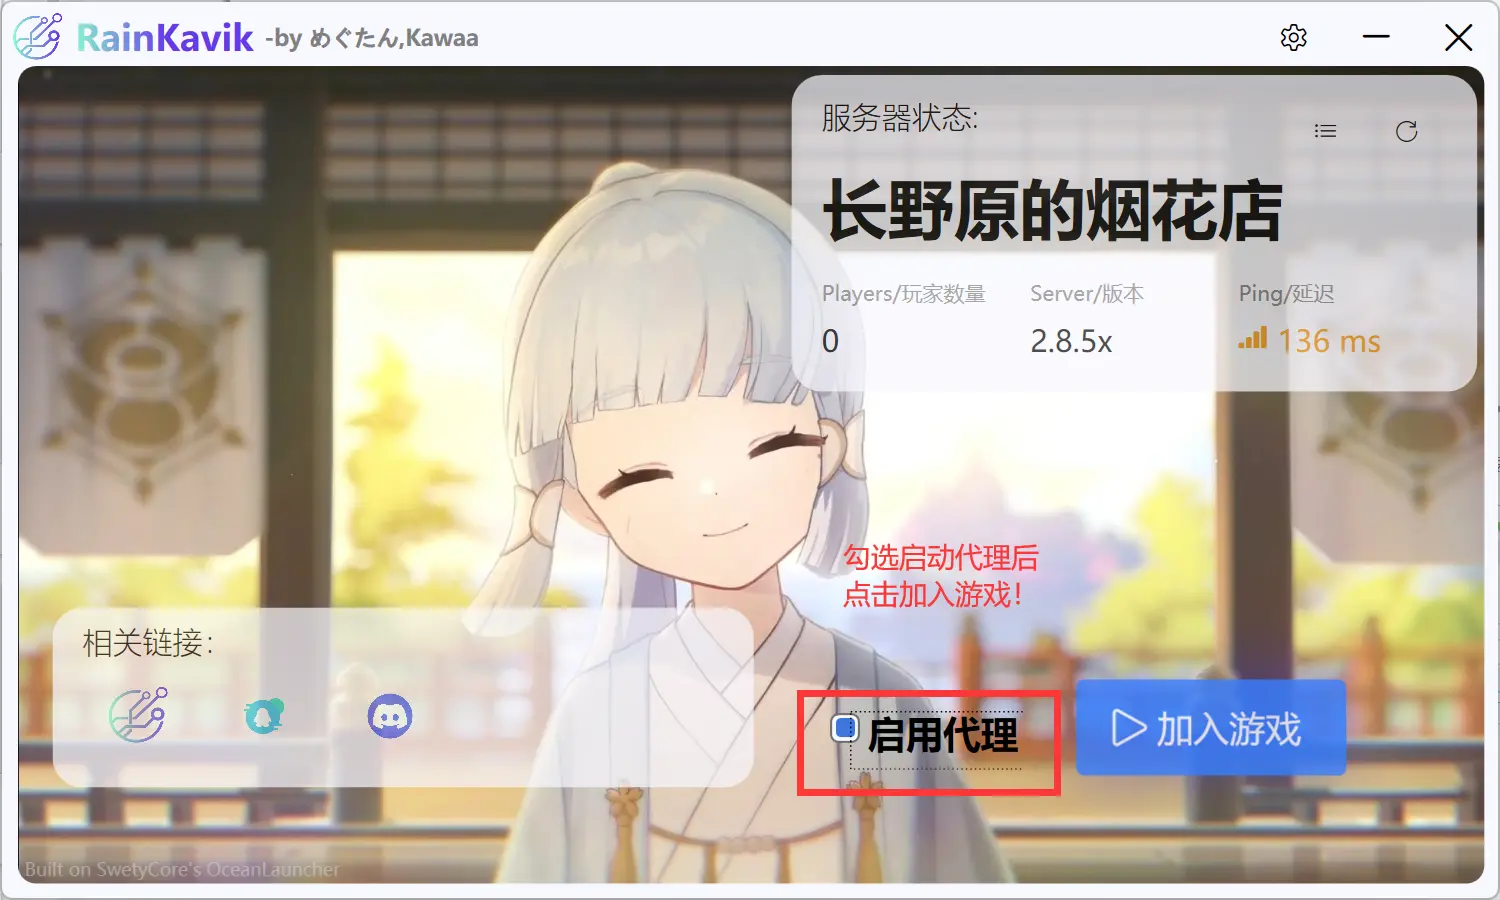 RainKavik -by めぐたん,Kawaa
服务器状态:
长野原的烟花店
Players/玩家数量 Server/版本 Ping/延迟
0 2.8.5x 136 ms
勾选启动代理后
点击加入游戏！
相关链接：
启用代理 加入游戏
Built on SwetyCore's OceanLauncher